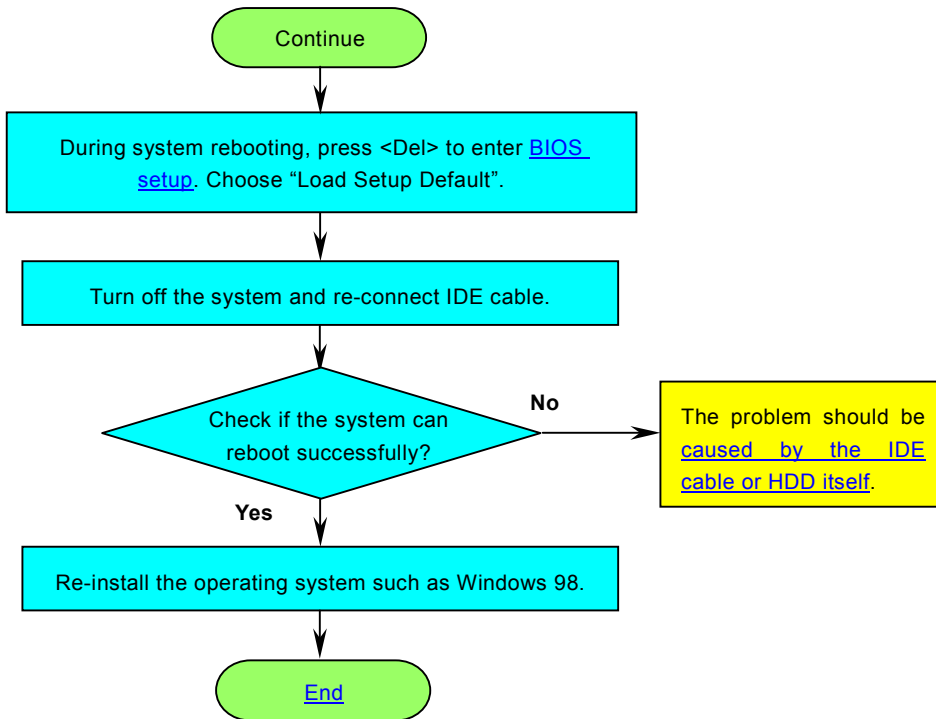 Continue
During system rebooting, press <Del> to enter BIOS
setup. Choose “Load Setup Default”.
Turn off the system and re-connect IDE cable.
Check if the system can
reboot successfully?
No
The problem should be
caused by the IDE
cable or HDD itself.
Yes
Re-install the operating system such as Windows 98.
End